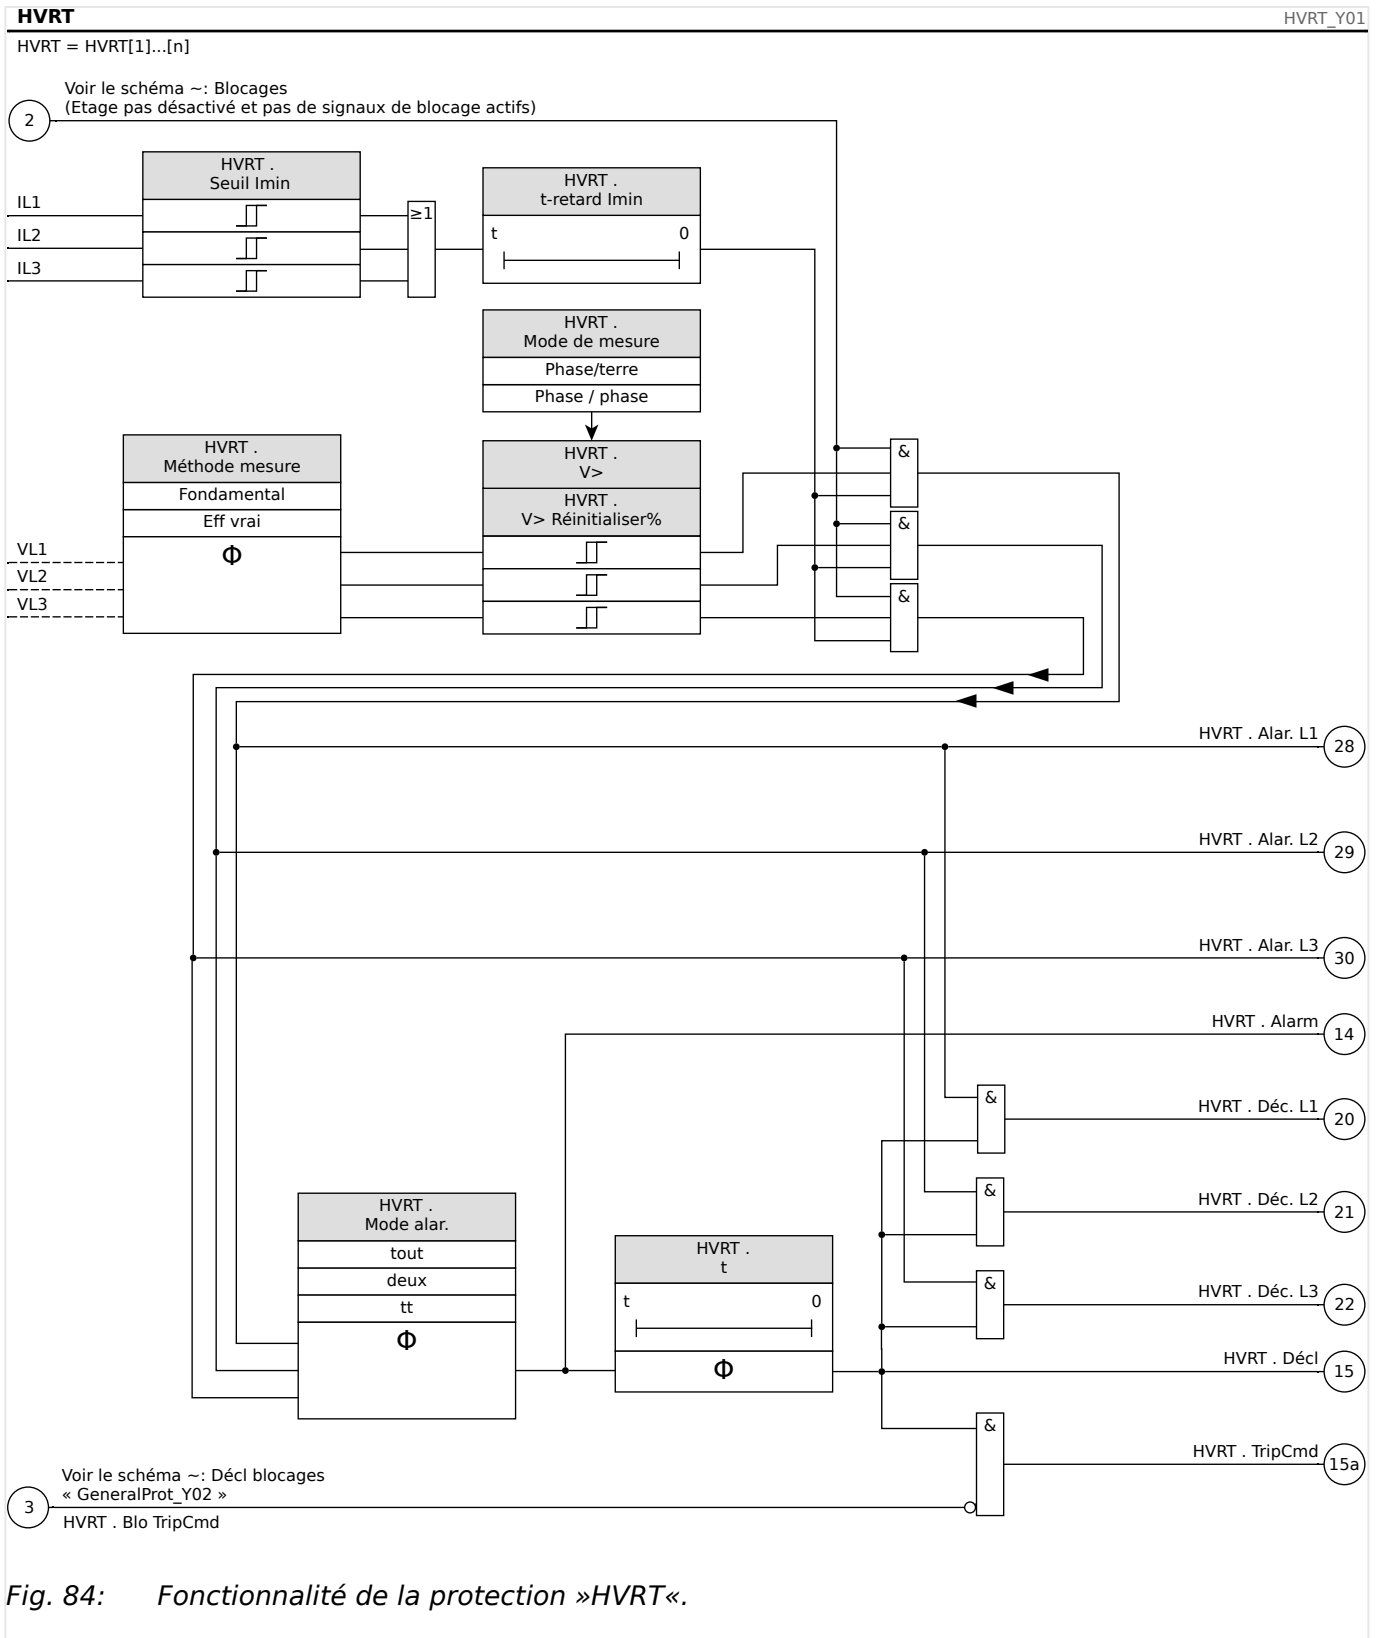 HVRT
HVRT_Y01
HVRT = HVRT[1]...[n]
Voir le schéma ~: Blocages
(Etage pas désactivé et pas de signaux de blocage actifs)
2
HVRT .
Seuil Imin
IL1
IL2
IL3
≥1
HVRT .
t-retard Imin
t 0
HVRT .
Mode de mesure
Phase/terre
Phase / phase
HVRT .
Méthode mesure
Fondamental
Eff vrai
Φ
VL1
VL2
VL3
HVRT .
V>
HVRT .
V> Réinitialiser%
&
&
&
HVRT . Alar. L1
28
HVRT . Alar. L2
29
HVRT . Alar. L3
30
HVRT . Alarm
14
&
HVRT . Déc. L1
20
&
HVRT . Déc. L2
21
&
HVRT . Déc. L3
22
HVRT .
Mode alar.
tout
deux
tt
Φ
HVRT .
t
t 0
Φ
HVRT . Décl
15
&
HVRT . TripCmd
15a
Voir le schéma ~: Décl blocages
« GeneralProt_Y02 »
3
HVRT . Blo TripCmd
Fig. 84: Fonctionnalité de la protection »HVRT«.